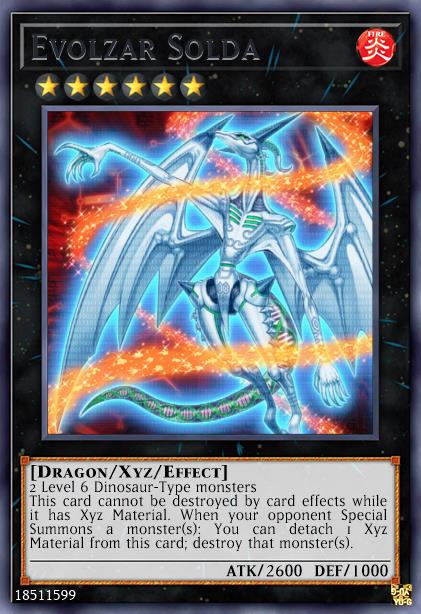 Evolzar Solda
FIRE
炎
[Dragon/Xyz/Effect]
2 Level 6 Dinosaur-Type monsters
This card cannot be destroyed by card effects while
it has Xyz Material. When your opponent Special
Summons a monster(s): You can detach 1 Xyz
Material from this card; destroy that monster(s).
ATK/2600 DEF/1000
18511599